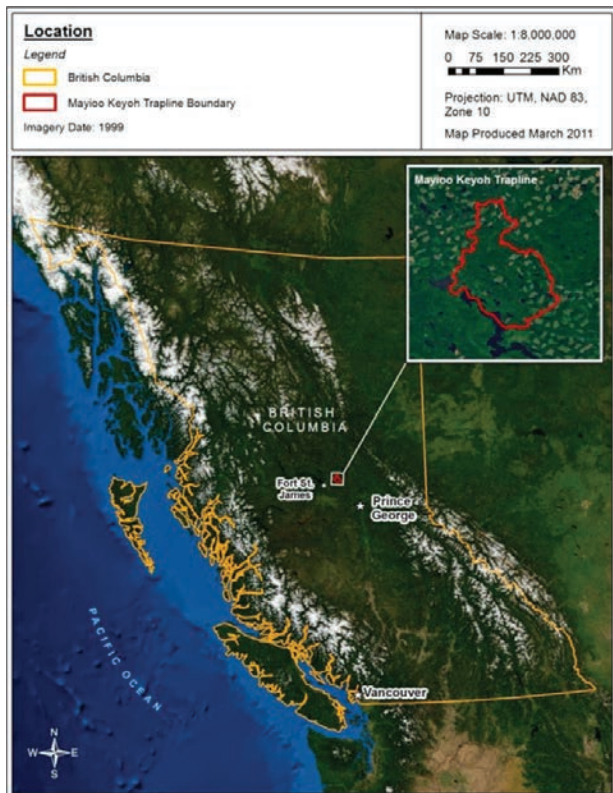 Location
Legend
British Columbia
Mayioo Keyoh Trapline Boundary
Imagery Date: 1999
Map Scale: 1:8,000,000
0 75 150 225 300
Km
Projection: UTM, NAD 83,
Zone 10
Map Produced March 2011
Mayioo Keyoh Trapline
BRITISH
COLUMBIA
Fort St.
James
Prince
George
PACIFIC OCEAN
Vancouver
N
W E
S